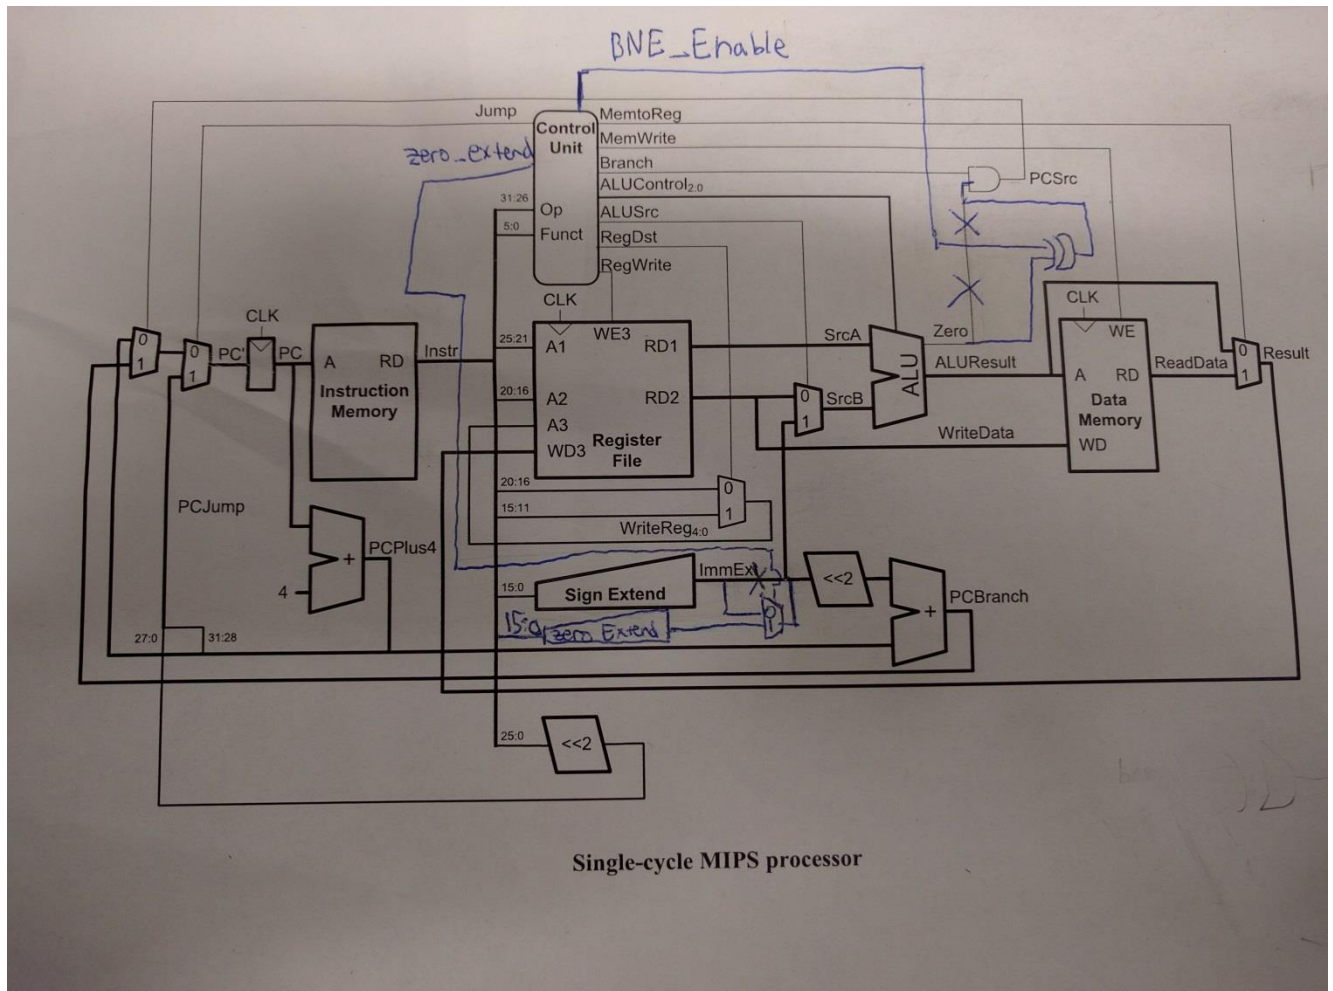 BNE_Enable
Jump
Control
Unit
MemtoReg
MemWrite
zero_extend
Branch
ALUControl2:0
PCSrc
31:26
Op
ALUSrc
5:0
Funct
RegDst
RegWrite
CLK
CLK
CLK
0
1
0
1
PC'
PC
A
RD
Instr
Instruction
Memory
25:21
A1
WE3
RD1
SrcA
Zero
ALU
ALUResult
WE
A
RD
ReadData
0
1
Result
Data
Memory
20:16
A2
RD2
0
1
SrcB
A3
WriteData
WD
WD3
Register
File
20:16
0
15:11
1
WriteReg4:0
PCJump
PCPlus4
+
4
ImmEx
15:0
Sign Extend
<<2
PCBranch
+
15:0
zero Extend
0
1
27:0
31:28
25:0
<<2
Single-cycle MIPS processor